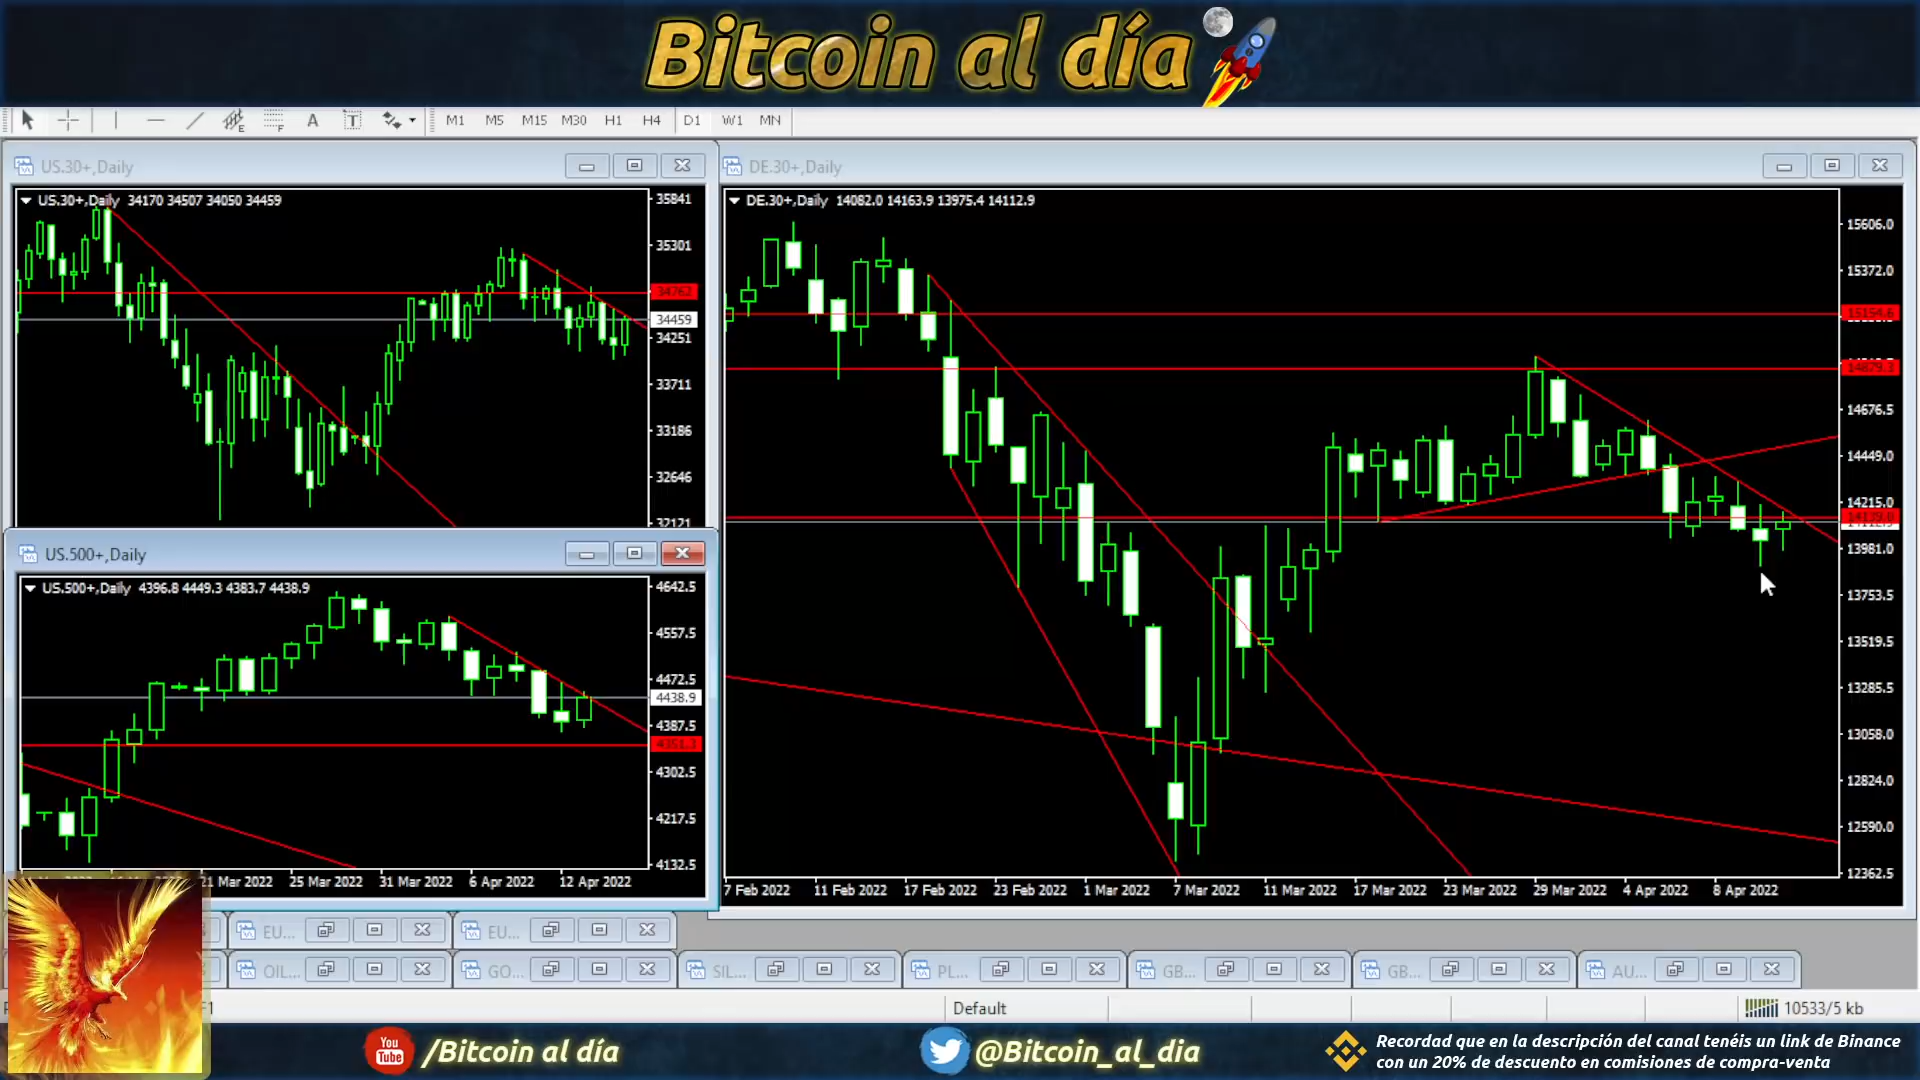 Bitcoin al día
E
F
A
T
M1 M5 M15 M30 H1 H4 D1 W1 MN
US.30+,Daily
US.30+,Daily 34170 34507 34050 34459
35841
35301
34762
34459
34251
33711
33186
32646
32121
US.500+,Daily
US.500+,Daily 4396.8 4449.3 4383.7 4438.9
4642.5
4557.5
4472.5
4438.9
4387.5
4351.3
4302.5
4217.5
4132.5
21 Mar 2022 25 Mar 2022 31 Mar 2022 6 Apr 2022 12 Apr 2022
DE.30+,Daily
DE.30+,Daily 14082.0 14163.9 13975.4 14112.9
15606.0
15372.0
15154.6
14879.3
14676.5
14449.0
14215.0
13981.0
13753.5
13519.5
13285.5
13058.0
12824.0
12590.0
12362.5
7 Feb 2022 11 Feb 2022 17 Feb 2022 23 Feb 2022 1 Mar 2022 7 Mar 2022 11 Mar 2022 17 Mar 2022 23 Mar 2022 29 Mar 2022 4 Apr 2022 8 Apr 2022
EU... EU...
OIL... GO... SIL... PL... GB... GB... AU...
Default 10533/5 kb
You Tube /Bitcoin al día
@Bitcoin_al_dia
Recordad que en la descripción del canal tenéis un link de Binance
con un 20% de descuento en comisiones de compra-venta